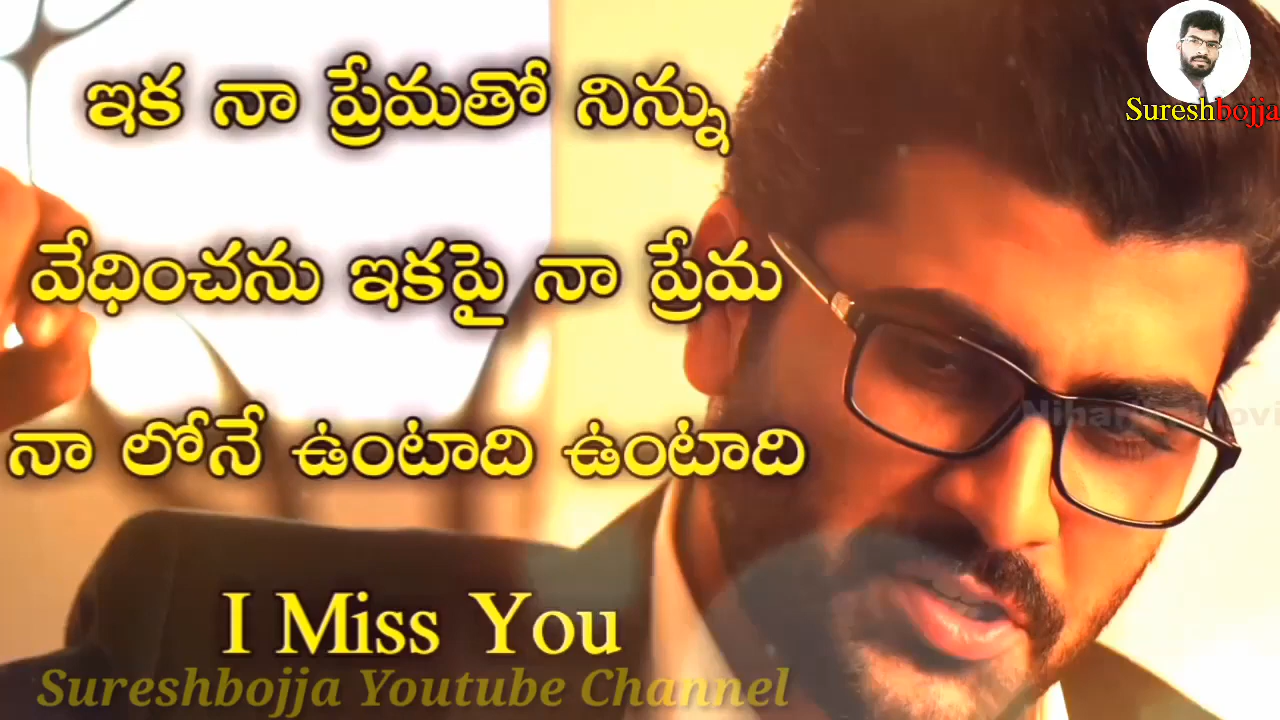 ఇక నా ప్రేమతో నిన్ను
వేధించను ఇకపై నా ప్రేమ
నా లోనే ఉంటాది ఉంటాది
I Miss You
Sureshbojja Youtube Channel
Sureshbojja